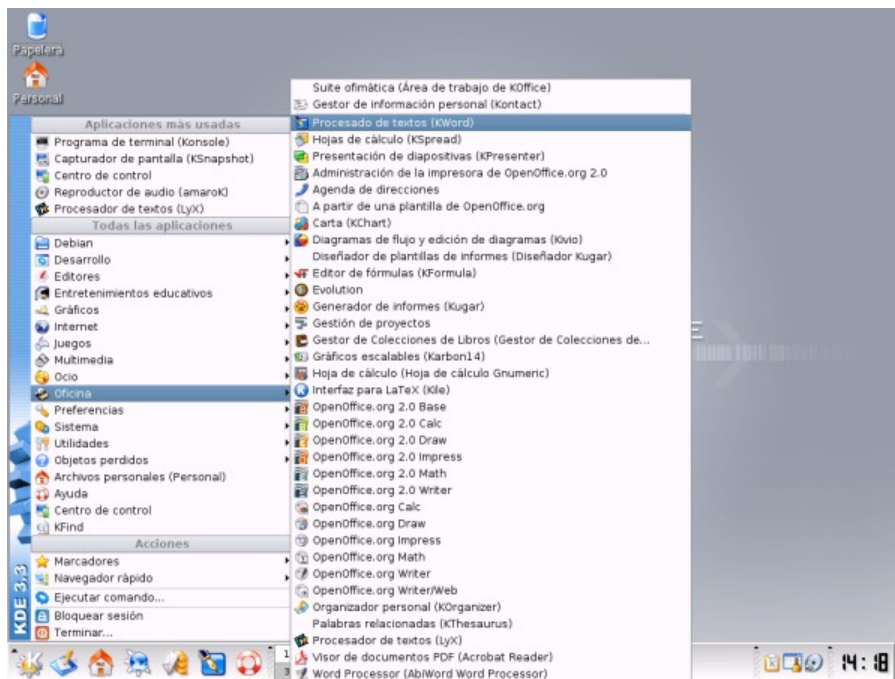 Papelera
Personal
Aplicaciones más usadas
Programa de terminal (Konsole)
Capturador de pantalla (KSnapshot)
Centro de control
Reproductor de audio (amaroK)
Procesador de textos (LyX)
Todas las aplicaciones
Debian
Desarrollo
Editores
Entretenimientos educativos
Gráficos
Internet
Juegos
Multimedia
Ocio
Oficina
Preferencias
Sistema
Utilidades
Objetos perdidos
Archivos personales (Personal)
Ayuda
Centro de control
KFind
Acciones
Marcadores
Navegador rápido
Ejecutar comando...
Bloquear sesión
Terminar...
KDE 3,3
Suite ofimática (Área de trabajo de KOffice)
Gestor de información personal (Kontact)
Procesado de textos (KWord)
Hojas de cálculo (KSpread)
Presentación de diapositivas (KPresenter)
Administración de la impresora de OpenOffice.org 2.0
Agenda de direcciones
A partir de una plantilla de OpenOffice.org
Carta (KChart)
Diagramas de flujo y edición de diagramas (Kivio)
Diseñador de plantillas de informes (Diseñador Kugar)
Editor de fórmulas (KFormula)
Evolution
Generador de informes (Kugar)
Gestión de proyectos
Gestor de Colecciones de Libros (Gestor de Colecciones de...
Gráficos escalables (Karbon14)
Hoja de cálculo (Hoja de cálculo Gnumeric)
Interfaz para LaTeX (Kile)
OpenOffice.org 2.0 Base
OpenOffice.org 2.0 Calc
OpenOffice.org 2.0 Draw
OpenOffice.org 2.0 Impress
OpenOffice.org 2.0 Math
OpenOffice.org 2.0 Writer
OpenOffice.org Calc
OpenOffice.org Draw
OpenOffice.org Impress
OpenOffice.org Math
OpenOffice.org Writer
OpenOffice.org Writer/Web
Organizador personal (KOrganizer)
Palabras relacionadas (KThesaurus)
Procesador de textos (LyX)
Visor de documentos PDF (Acrobat Reader)
Word Processor (AbiWord Word Processor)
1
3
14:18